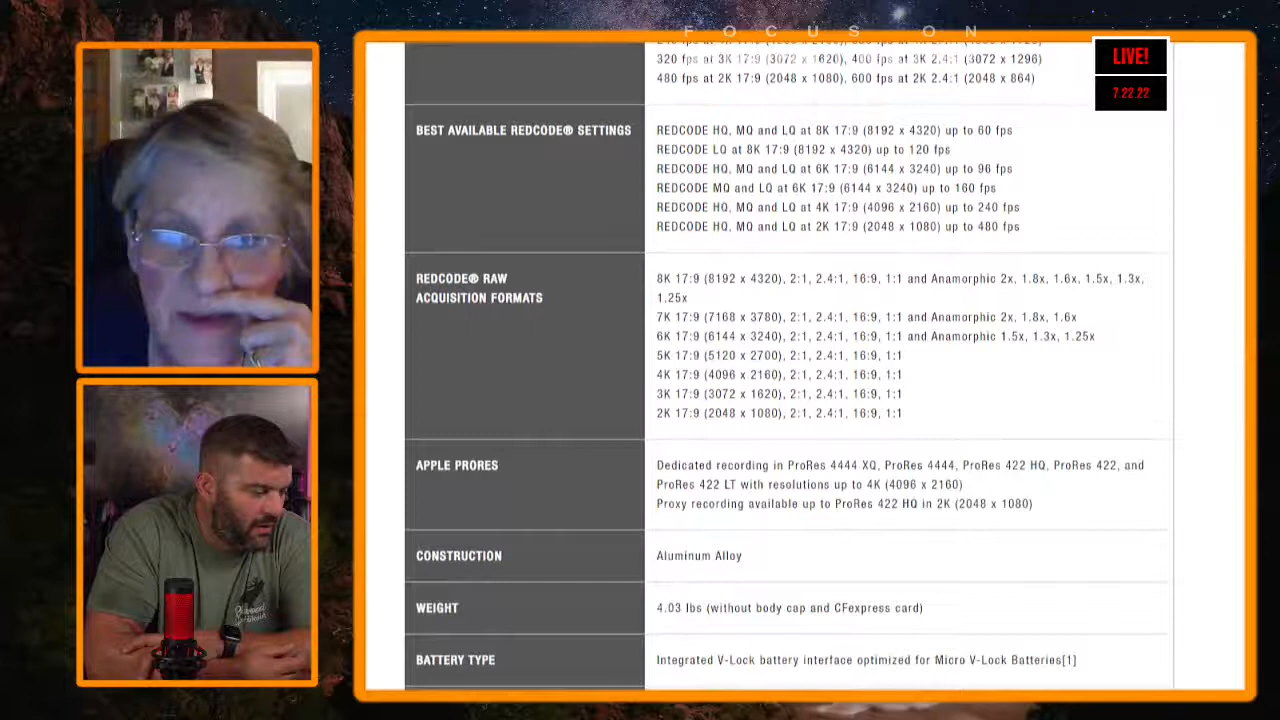 FOCUS ON
LIVE!
7.22.22
320 fps at 3K 17:9 (3072 x 1620), 400 fps at 3K 2.4:1 (3072 x 1296)
480 fps at 2K 17:9 (2048 x 1080), 600 fps at 2K 2.4:1 (2048 x 864)
BEST AVAILABLE REDCODE® SETTINGS
REDCODE HQ, MQ and LQ at 8K 17:9 (8192 x 4320) up to 60 fps
REDCODE LQ at 8K 17:9 (8192 x 4320) up to 120 fps
REDCODE HQ, MQ and LQ at 6K 17:9 (6144 x 3240) up to 96 fps
REDCODE MQ and LQ at 6K 17:9 (6144 x 3240) up to 160 fps
REDCODE HQ, MQ and LQ at 4K 17:9 (4096 x 2160) up to 240 fps
REDCODE HQ, MQ and LQ at 2K 17:9 (2048 x 1080) up to 480 fps
REDCODE® RAW
ACQUISITION FORMATS
8K 17:9 (8192 x 4320), 2:1, 2.4:1, 16:9, 1:1 and Anamorphic 2x, 1.8x, 1.6x, 1.5x, 1.3x,
1.25x
7K 17:9 (7168 x 3780), 2:1, 2.4:1, 16:9, 1:1 and Anamorphic 2x, 1.8x, 1.6x
6K 17:9 (6144 x 3240), 2:1, 2.4:1, 16:9, 1:1 and Anamorphic 1.5x, 1.3x, 1.25x
5K 17:9 (5120 x 2700), 2:1, 2.4:1, 16:9, 1:1
4K 17:9 (4096 x 2160), 2:1, 2.4:1, 16:9, 1:1
3K 17:9 (3072 x 1620), 2:1, 2.4:1, 16:9, 1:1
2K 17:9 (2048 x 1080), 2:1, 2.4:1, 16:9, 1:1
APPLE PRORES
Dedicated recording in ProRes 4444 XQ, ProRes 4444, ProRes 422 HQ, ProRes 422, and
ProRes 422 LT with resolutions up to 4K (4096 x 2160)
Proxy recording available up to ProRes 422 HQ in 2K (2048 x 1080)
CONSTRUCTION
Aluminum Alloy
WEIGHT
4.03 lbs (without body cap and CFexpress card)
BATTERY TYPE
Integrated V-Lock battery interface optimized for Micro V-Lock Batteries[1]